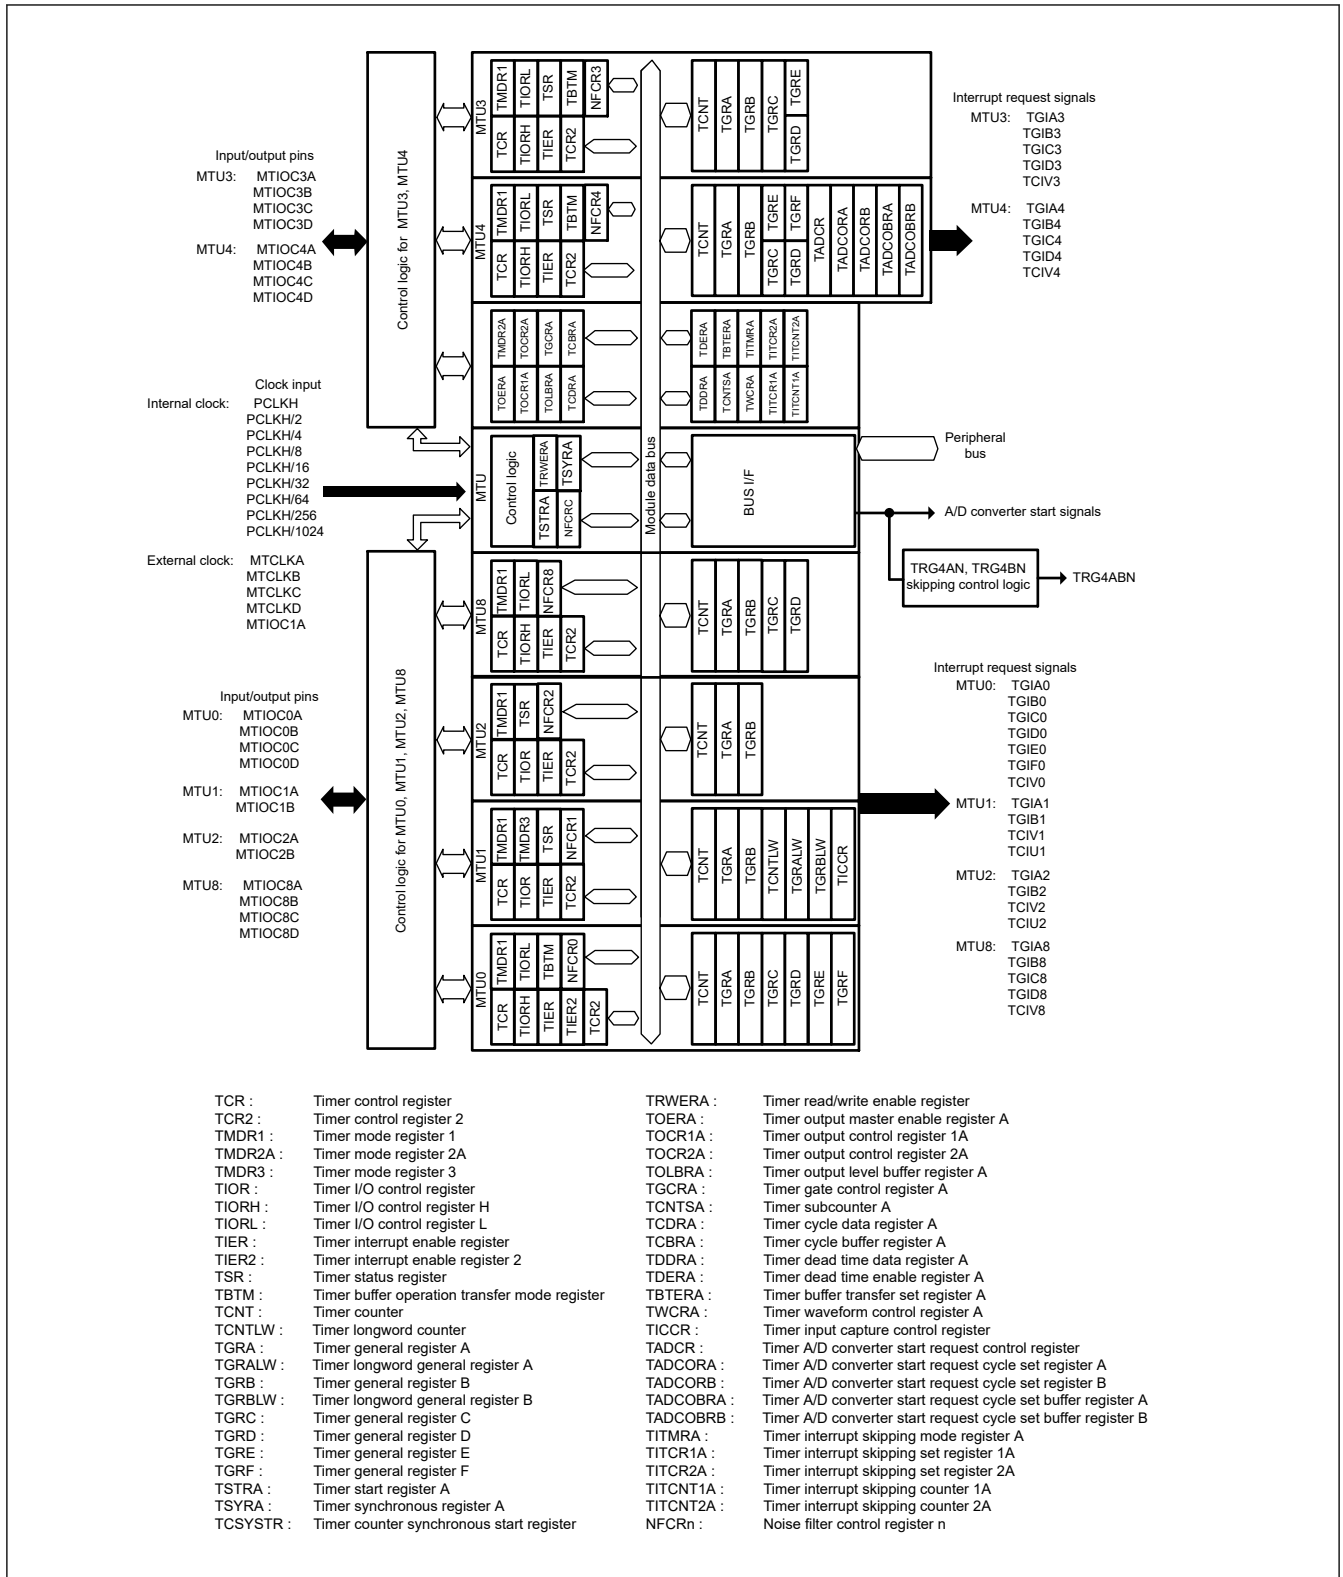 Input/output pins
MTU3: MTIOC3A
MTIOC3B
MTIOC3C
MTIOC3D
MTU4: MTIOC4A
MTIOC4B
MTIOC4C
MTIOC4D
Clock input
Internal clock: PCLKH
PCLKH/2
PCLKH/4
PCLKH/8
PCLKH/16
PCLKH/32
PCLKH/64
PCLKH/256
PCLKH/1024
External clock: MTCLKA
MTCLKB
MTCLKC
MTCLKD
MTIOC1A
Input/output pins
MTU0: MTIOC0A
MTIOC0B
MTIOC0C
MTIOC0D
MTU1: MTIOC1A
MTIOC1B
MTU2: MTIOC2A
MTIOC2B
MTU8: MTIOC8A
MTIOC8B
MTIOC8C
MTIOC8D
Control logic for MTU3, MTU4
Control logic for MTU0, MTU1, MTU2, MTU8
MTU3
TMDR1 TIORL TSR TBTM NFCR3
TCR TIORH TIER TCR2
TCNT TGRA TGRB TGRC TGRE
TGRD
MTU4
TMDR1 TIORL TSR TBTM NFCR4
TCR TIORH TIER TCR2
TCNT TGRA TGRB TGRE TGRF TADCR TADCORA TADCORB TADCOBRA TADCOBRB
TGRC TGRD
TMDR2A TOCR2A TGCRA TCBRA
TOERA TOCR1A TOLBRA TCDRA
TDERA TBTERA TITMRA TITCR2A TITCNT2A
TDDRA TCNTSA TWCRA TITCR1A TITCNT1A
MTU
Control logic
TRWERA TSYRA
TSTRA NFCRC
Module data bus
BUS I/F
MTU8
TMDR1 TIORL NFCR8
TCR TIORH TIER TCR2
TCNT TGRA TGRB TGRC TGRD
MTU2
TMDR1 TSR NFCR2
TCR TIOR TIER TCR2
TCNT TGRA TGRB
MTU1
TMDR1 TMDR3 TSR NFCR1
TCR TIOR TIER TCR2
TCNT TGRA TGRB TCNTLW TGRALW TGRBLW TICCR
MTU0
TMDR1 TIORL TBTM NFCR0
TCR TIORH TIER TIER2 TCR2
TCNT TGRA TGRB TGRC TGRD TGRE TGRF
Interrupt request signals
MTU3: TGIA3
TGIB3
TGIC3
TGID3
TCIV3
MTU4: TGIA4
TGIB4
TGIC4
TGID4
TCIV4
Peripheral
bus
A/D converter start signals
TRG4AN, TRG4BN
skipping control logic
TRG4ABN
Interrupt request signals
MTU0: TGIA0
TGIB0
TGIC0
TGID0
TGIE0
TGIF0
TCIV0
MTU1: TGIA1
TGIB1
TCIV1
TCIU1
MTU2: TGIA2
TGIB2
TCIV2
TCIU2
MTU8: TGIA8
TGIB8
TGIC8
TGID8
TCIV8
TCR : Timer control register
TCR2 : Timer control register 2
TMDR1 : Timer mode register 1
TMDR2A : Timer mode register 2A
TMDR3 : Timer mode register 3
TIOR : Timer I/O control register
TIORH : Timer I/O control register H
TIORL : Timer I/O control register L
TIER : Timer interrupt enable register
TIER2 : Timer interrupt enable register 2
TSR : Timer status register
TBTM : Timer buffer operation transfer mode register
TCNT : Timer counter
TCNTLW : Timer longword counter
TGRA : Timer general register A
TGRALW : Timer longword general register A
TGRB : Timer general register B
TGRBLW : Timer longword general register B
TGRC : Timer general register C
TGRD : Timer general register D
TGRE : Timer general register E
TGRF : Timer general register F
TSTRA : Timer start register A
TSYRA : Timer synchronous register A
TCSYSTR : Timer counter synchronous start register
TRWERA : Timer read/write enable register
TOERA : Timer output master enable register A
TOCR1A : Timer output control register 1A
TOCR2A : Timer output control register 2A
TOLBRA : Timer output level buffer register A
TGCRA : Timer gate control register A
TCNTSA : Timer subcounter A
TCDRA : Timer cycle data register A
TCBRA : Timer cycle buffer register A
TDDRA : Timer dead time data register A
TDERA : Timer dead time enable register A
TBTERA : Timer buffer transfer set register A
TWCRA : Timer waveform control register A
TICCR : Timer input capture control register
TADCR : Timer A/D converter start request control register
TADCORA : Timer A/D converter start request cycle set register A
TADCORB : Timer A/D converter start request cycle set register B
TADCOBRA : Timer A/D converter start request cycle set buffer register A
TADCOBRB : Timer A/D converter start request cycle set buffer register B
TITMRA : Timer interrupt skipping mode register A
TITCR1A : Timer interrupt skipping set register 1A
TITCR2A : Timer interrupt skipping set register 2A
TITCNT1A : Timer interrupt skipping counter 1A
TITCNT2A : Timer interrupt skipping counter 2A
NFCRn : Noise filter control register n